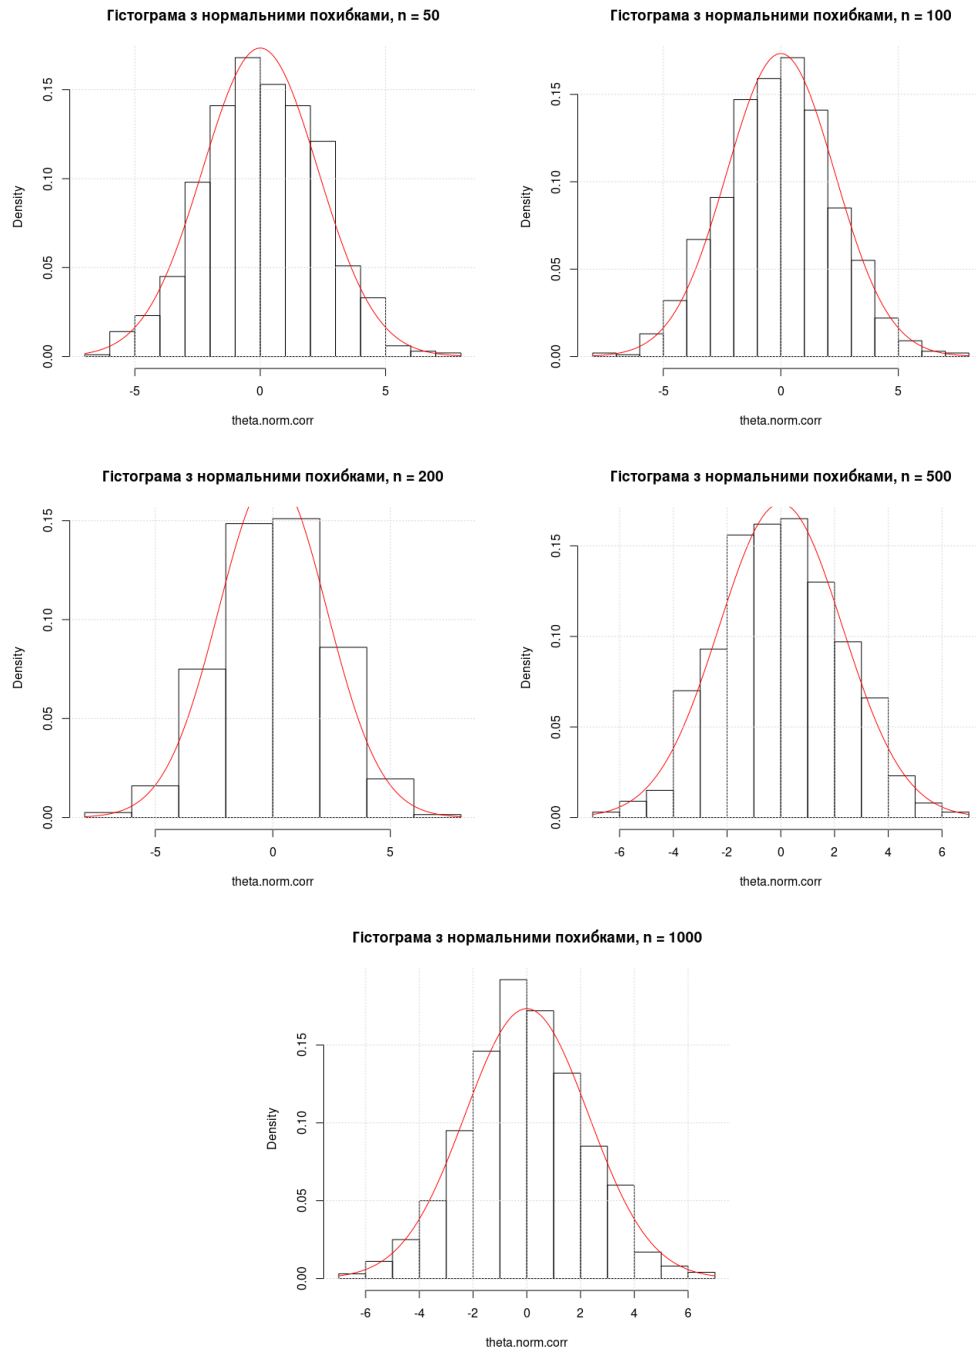 Гістограма з нормальними похибками, n = 50
Density
0.00 0.05 0.10 0.15
-5 0 5
theta.norm.corr
Гістограма з нормальними похибками, n = 100
Density
0.00 0.05 0.10 0.15
-5 0 5
theta.norm.corr
Гістограма з нормальними похибками, n = 200
Density
0.00 0.05 0.10 0.15
-5 0 5
theta.norm.corr
Гістограма з нормальними похибками, n = 500
Density
0.00 0.05 0.10 0.15
-6 -4 -2 0 2 4 6
theta.norm.corr
Гістограма з нормальними похибками, n = 1000
Density
0.00 0.05 0.10 0.15
-6 -4 -2 0 2 4 6
theta.norm.corr